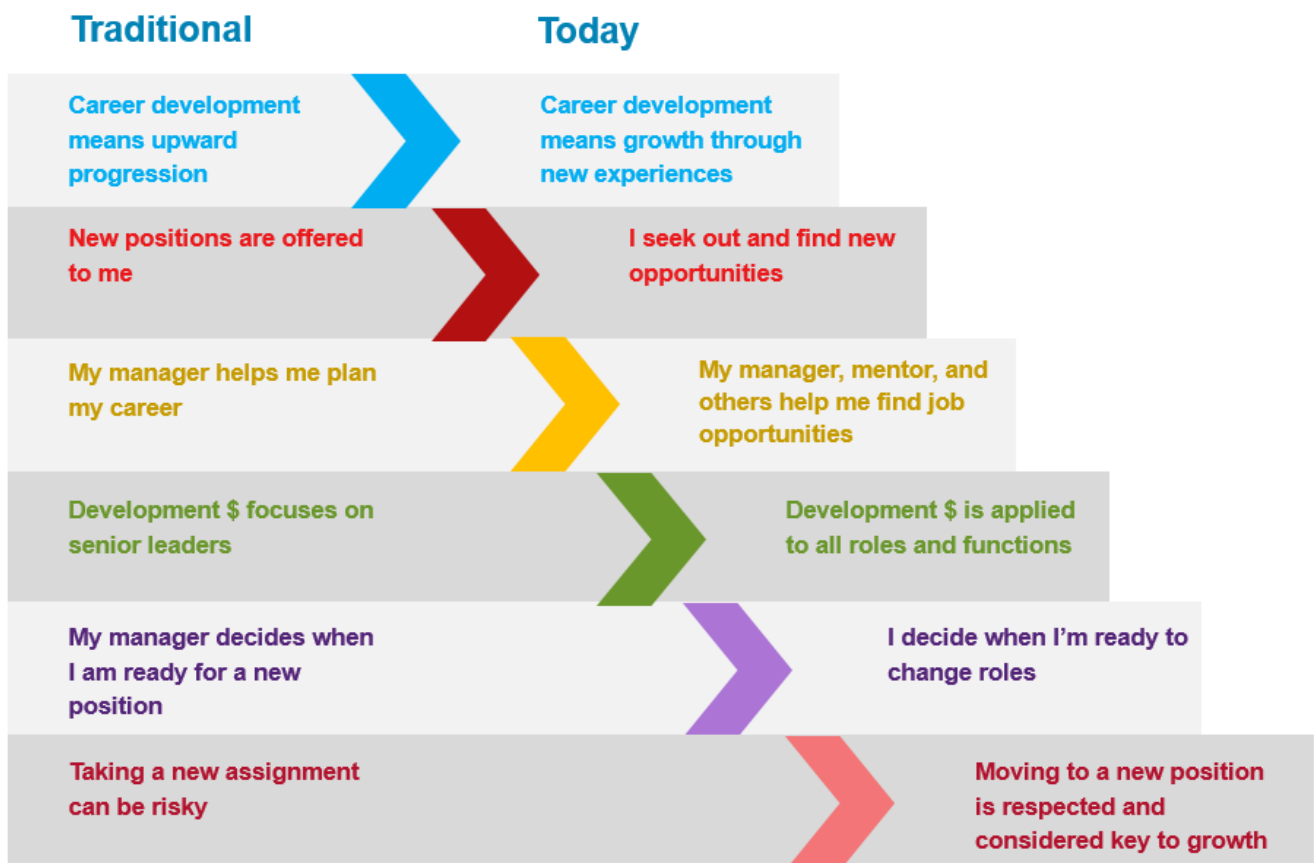 Traditional
Today
Career development
means upward
progression
Career development
means growth through
new experiences
New positions are offered
to me
I seek out and find new
opportunities
My manager helps me plan
my career
My manager, mentor, and
others help me find job
opportunities
Development $ focuses on
senior leaders
Development $ is applied
to all roles and functions
My manager decides when
I am ready for a new
position
I decide when I’m ready to
change roles
Taking a new assignment
can be risky
Moving to a new position
is respected and
considered key to growth